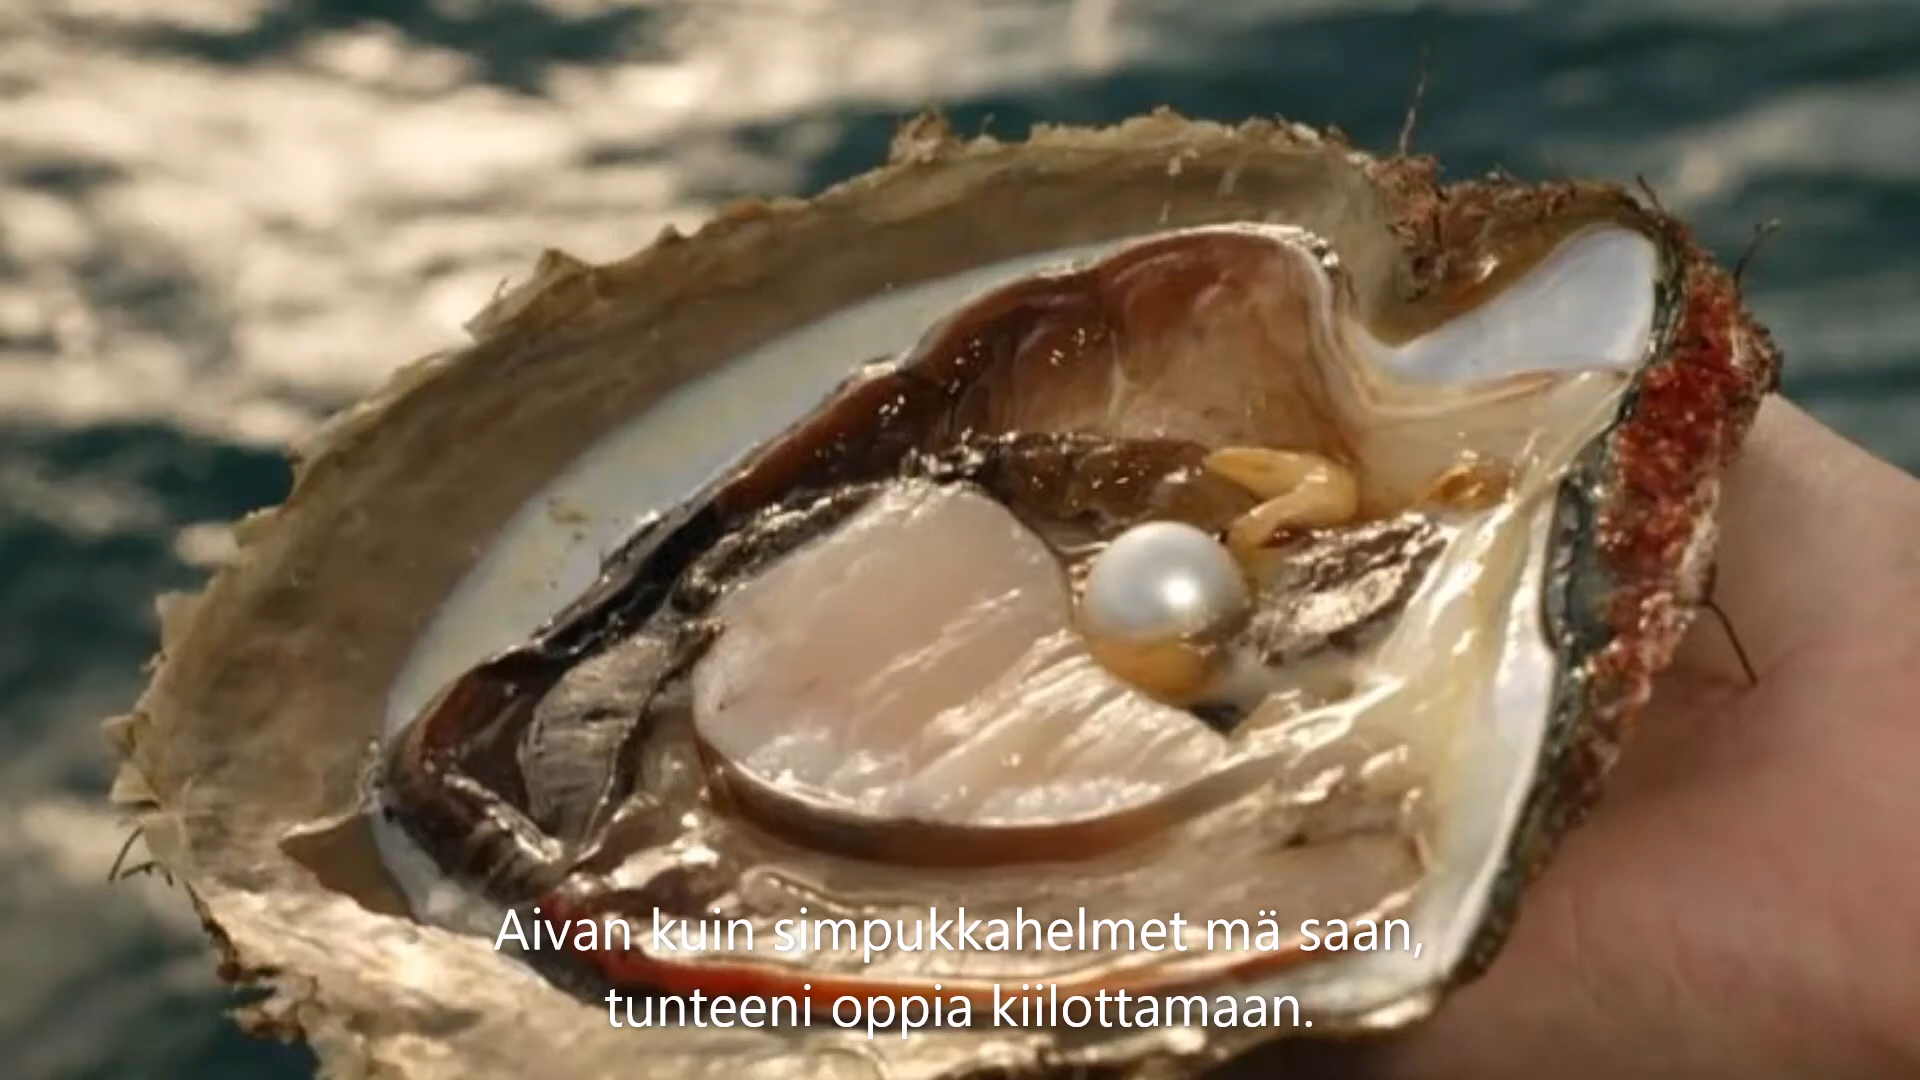 Aivan kuin simpukkahelmet mä saan,
tunteeni oppia kiilottamaan.